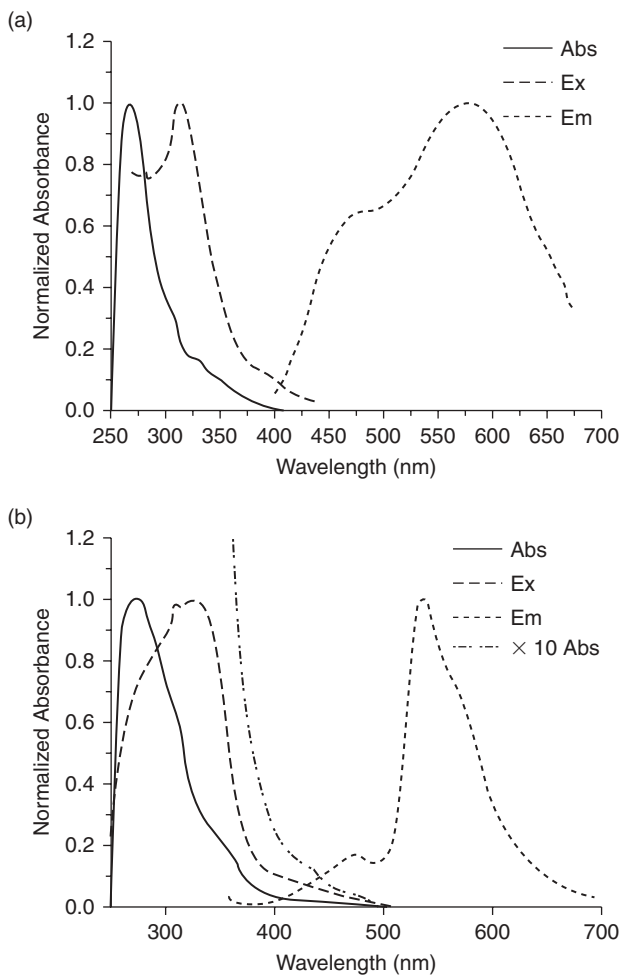 (a)
1.2
1.0
0.8
0.6
0.4
0.2
0.0
Normalized Absorbance
Abs
Ex
Em
250 300 350 400 450 500 550 600 650 700
Wavelength (nm)
(b)
1.2
1.0
0.8
0.6
0.4
0.2
0.0
Normalized Absorbance
Abs
Ex
Em
× 10 Abs
300 400 500 600 700
Wavelength (nm)